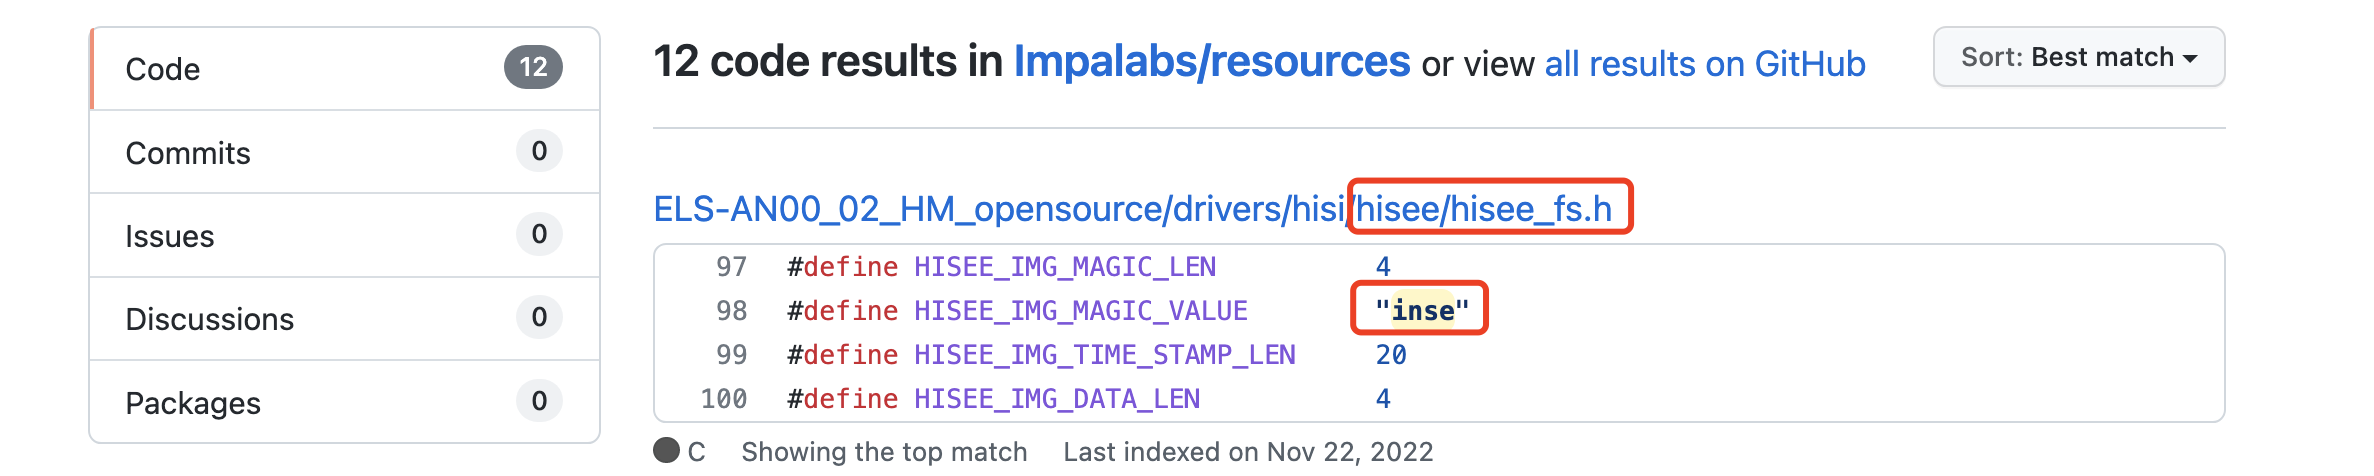 Code 12
Commits 0
Issues 0
Discussions 0
Packages 0
12 code results in Impalabs/resources or view all results on GitHub
Sort: Best match
ELS-AN00_02_HM_opensource/drivers/hisi/hisee/hisee_fs.h
97 #define HISEE_IMG_MAGIC_LEN 4
98 #define HISEE_IMG_MAGIC_VALUE "inse"
99 #define HISEE_IMG_TIME_STAMP_LEN 20
100 #define HISEE_IMG_DATA_LEN 4
C Showing the top match Last indexed on Nov 22, 2022